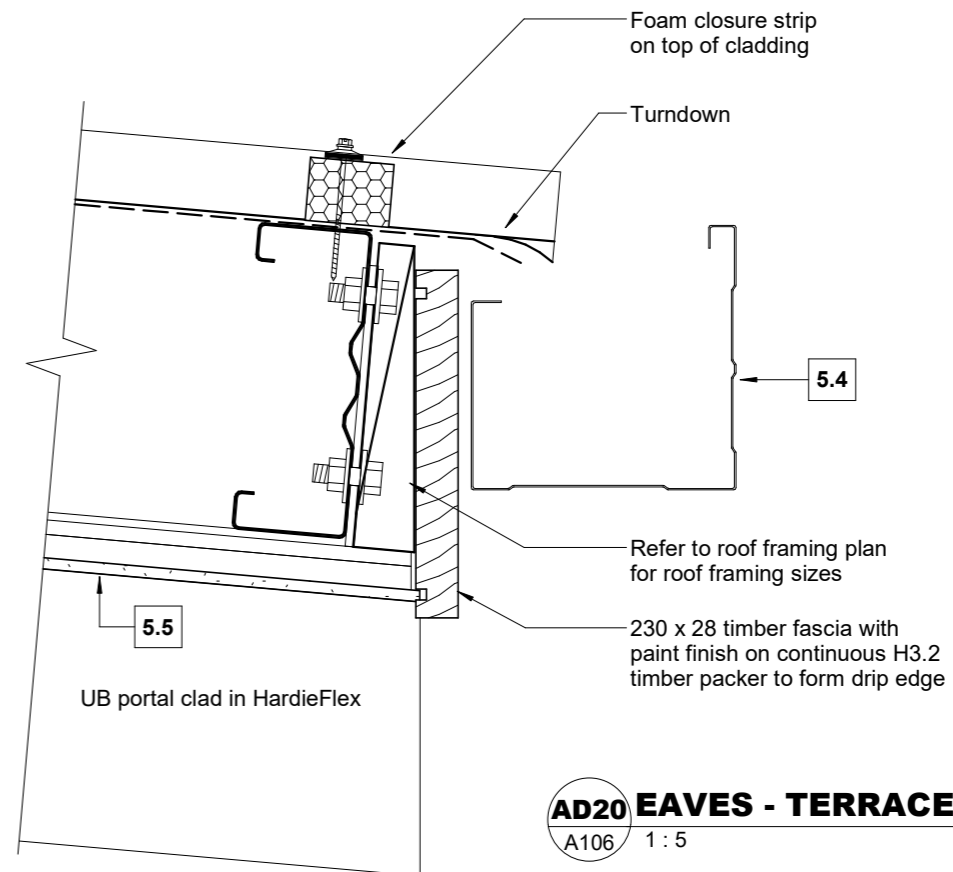 Foam closure strip
on top of cladding
Turndown
5.4
Refer to roof framing plan
for roof framing sizes
5.5
230 x 28 timber fascia with
paint finish on continuous H3.2
timber packer to form drip edge
UB portal clad in HardieFlex
AD20 EAVES - TERRACE
A106 1 : 5